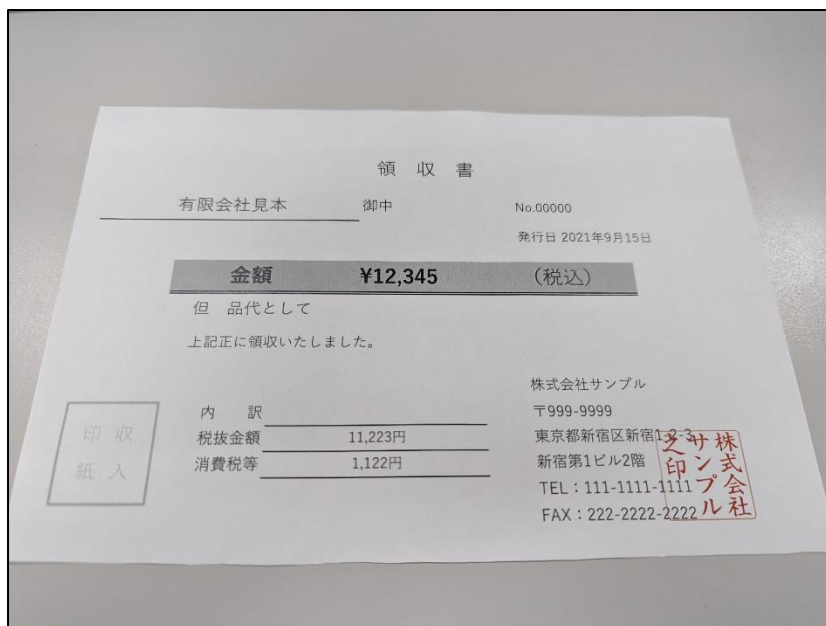 領 収 書
有限会社見本 御中 No.00000
発行日 2021年9月15日
金額 ¥12,345 (税込)
但 品代として
上記正に領収いたしました。
株式会社サンプル
内 訳 〒999-9999
税抜金額 11,223円 東京都新宿区新宿1-2-3
消費税等 1,122円 新宿第1ビル2階
TEL:111-1111-1111
FAX:222-2222-2222
印 収
紙 入
株式会社
サンプル
之印